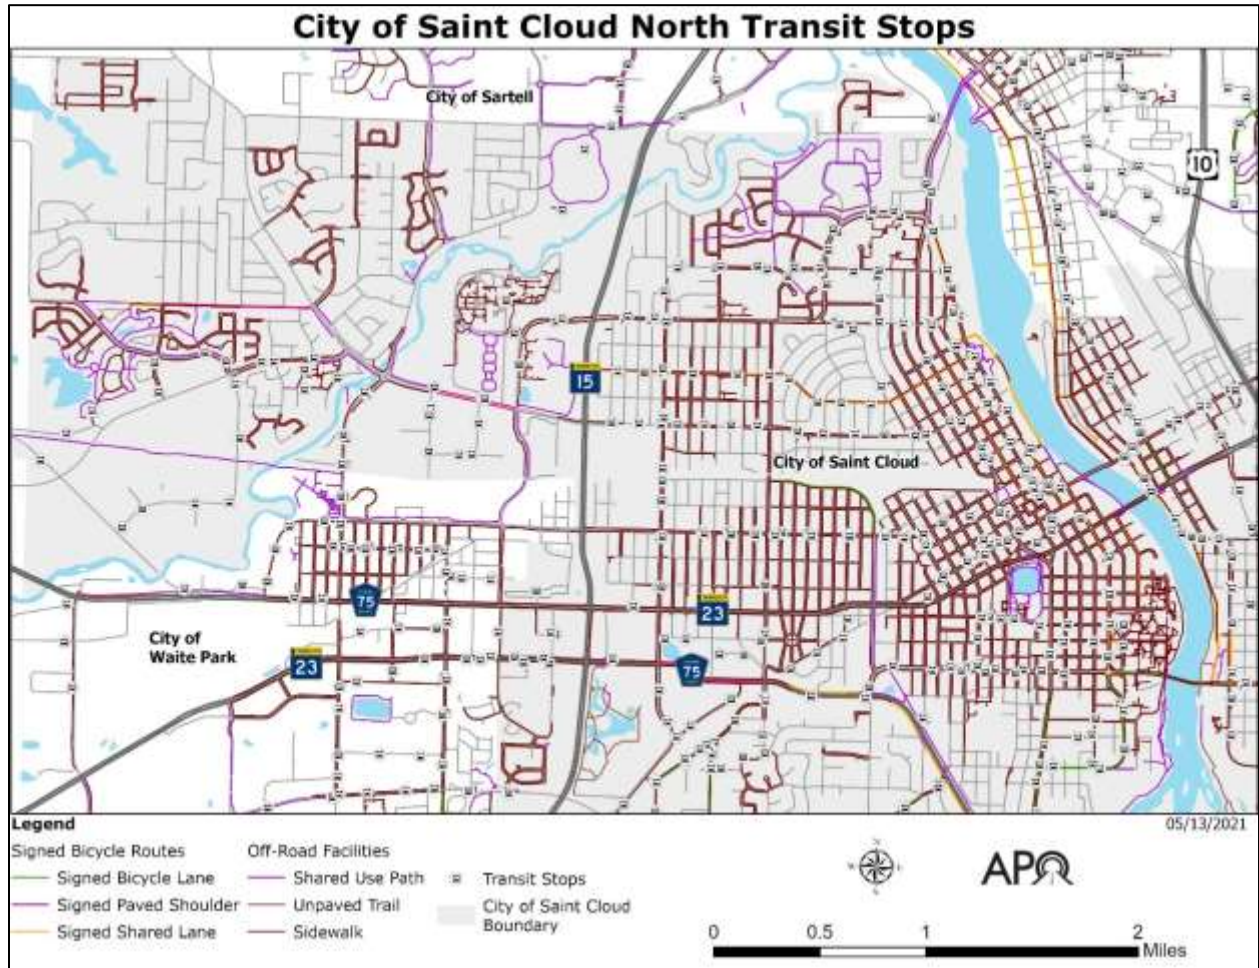 City of Saint Cloud North Transit Stops
City of Sartell
10
15
City of Saint Cloud
75
23
City of
Waite Park
23
75
Legend
05/13/2021
Signed Bicycle Routes
Signed Bicycle Lane
Signed Paved Shoulder
Signed Shared Lane
Off-Road Facilities
Shared Use Path
Unpaved Trail
Sidewalk
Transit Stops
City of Saint Cloud
Boundary
APO
0 0.5 1 2
Miles